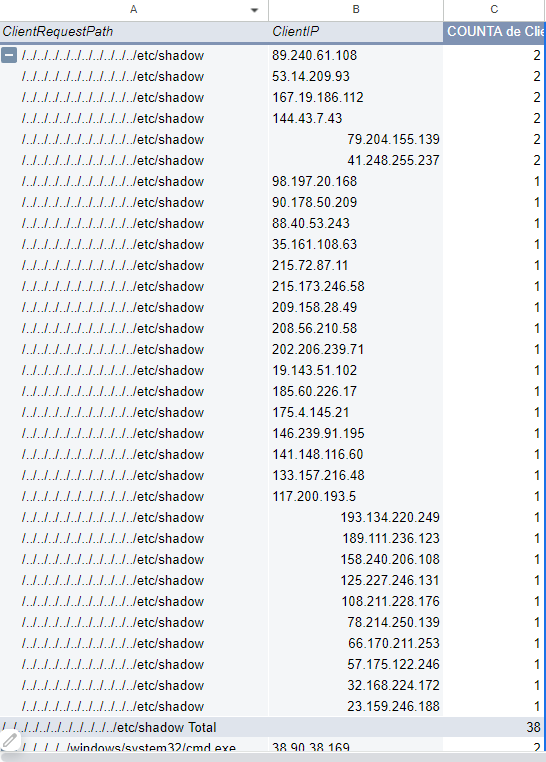 A B C
ClientRequestPath ClientIP COUNTA de Clie
/../../../../../../../../../../etc/shadow 89.240.61.108 2
/../../../../../../../../../../etc/shadow 53.14.209.93 2
/../../../../../../../../../../etc/shadow 167.19.186.112 2
/../../../../../../../../../../etc/shadow 144.43.7.43 2
/../../../../../../../../../../etc/shadow 79.204.155.139 2
/../../../../../../../../../../etc/shadow 41.248.255.237 2
/../../../../../../../../../../etc/shadow 98.197.20.168 1
/../../../../../../../../../../etc/shadow 90.178.50.209 1
/../../../../../../../../../../etc/shadow 88.40.53.243 1
/../../../../../../../../../../etc/shadow 35.161.108.63 1
/../../../../../../../../../../etc/shadow 215.72.87.11 1
/../../../../../../../../../../etc/shadow 215.173.246.58 1
/../../../../../../../../../../etc/shadow 209.158.28.49 1
/../../../../../../../../../../etc/shadow 208.56.210.58 1
/../../../../../../../../../../etc/shadow 202.206.239.71 1
/../../../../../../../../../../etc/shadow 19.143.51.102 1
/../../../../../../../../../../etc/shadow 185.60.226.17 1
/../../../../../../../../../../etc/shadow 175.4.145.21 1
/../../../../../../../../../../etc/shadow 146.239.91.195 1
/../../../../../../../../../../etc/shadow 141.148.116.60 1
/../../../../../../../../../../etc/shadow 133.157.216.48 1
/../../../../../../../../../../etc/shadow 117.200.193.5 1
/../../../../../../../../../../etc/shadow 193.134.220.249 1
/../../../../../../../../../../etc/shadow 189.111.236.123 1
/../../../../../../../../../../etc/shadow 158.240.206.108 1
/../../../../../../../../../../etc/shadow 125.227.246.131 1
/../../../../../../../../../../etc/shadow 108.211.228.176 1
/../../../../../../../../../../etc/shadow 78.214.250.139 1
/../../../../../../../../../../etc/shadow 66.170.211.253 1
/../../../../../../../../../../etc/shadow 57.175.122.246 1
/../../../../../../../../../../etc/shadow 32.168.224.172 1
/../../../../../../../../../../etc/shadow 23.159.246.188 1
/../../../../../../../../../../etc/shadow Total 38
/windows/system32/cmd.exe 38.90.38.169 2